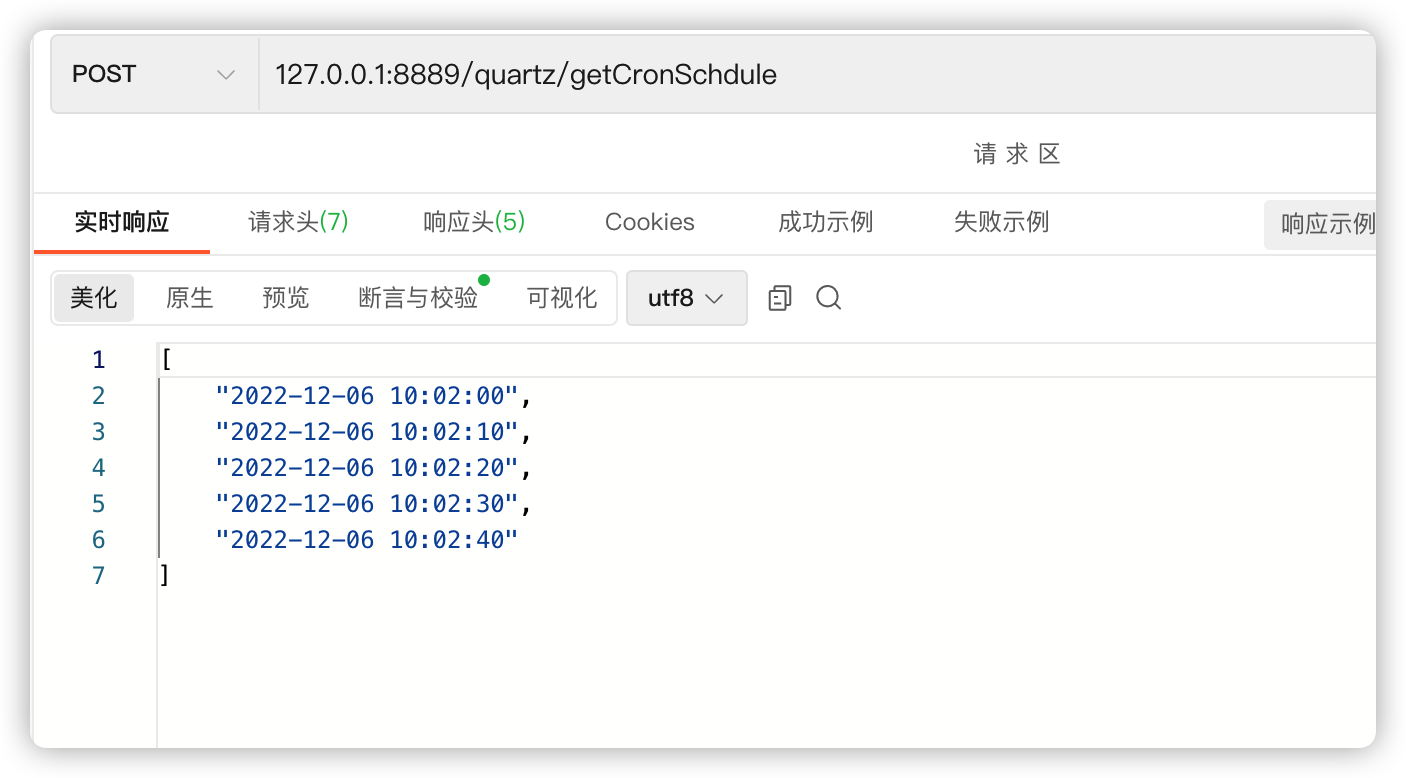 POST 127.0.0.1:8889/quartz/getCronSchdule
请 求 区
实时响应 请求头(7) 响应头(5) Cookies 成功示例 失败示例 响应示例
美化 原生 预览 断言与校验 可视化 utf8
1 [
2 "2022-12-06 10:02:00",
3 "2022-12-06 10:02:10",
4 "2022-12-06 10:02:20",
5 "2022-12-06 10:02:30",
6 "2022-12-06 10:02:40"
7 ]